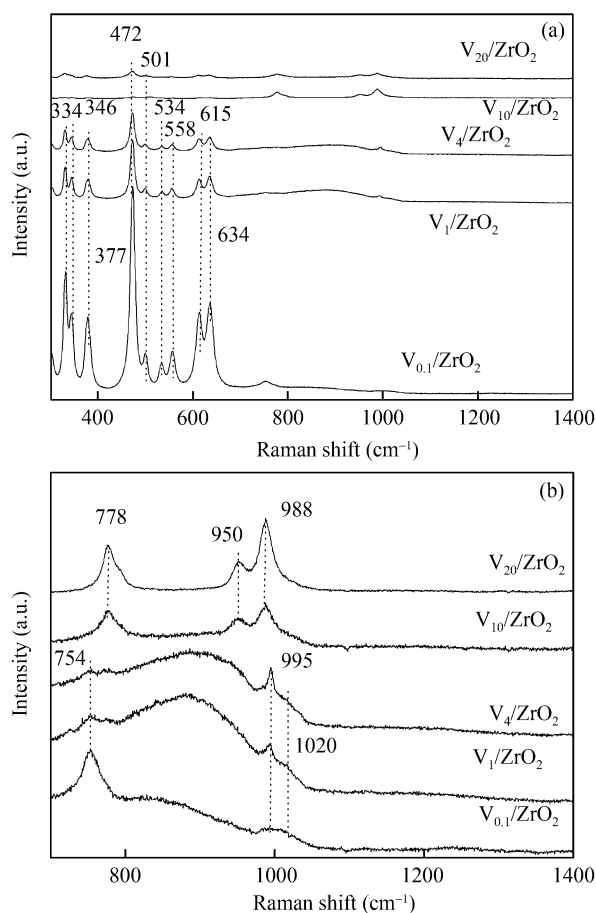 (a)
472
501
V20/ZrO2
334 346 534 615
558
V10/ZrO2
V4/ZrO2
V1/ZrO2
377 634
V0.1/ZrO2
Intensity (a.u.)
400 600 800 1000 1200 1400
Raman shift (cm−1)
(b)
778 950 988
V20/ZrO2
V10/ZrO2
754 995
V4/ZrO2
1020
V1/ZrO2
V0.1/ZrO2
Intensity (a.u.)
800 1000 1200 1400
Raman shift (cm−1)